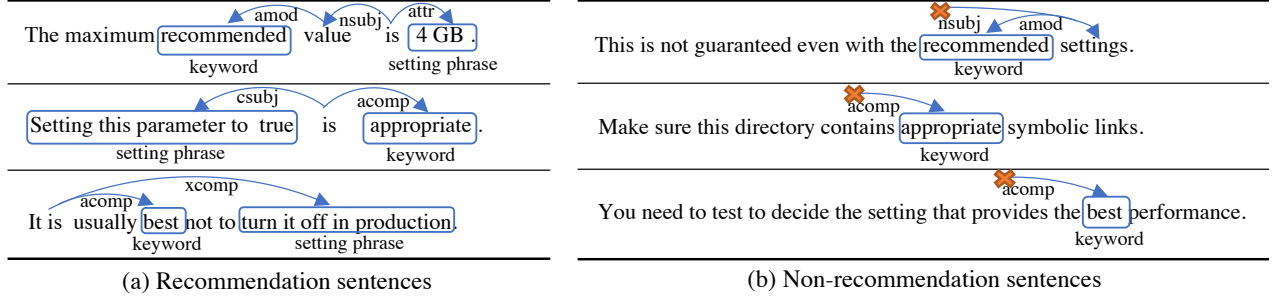 amod nsubj attr
The maximum recommended value is 4 GB .
keyword setting phrase
csubj acomp
Setting this parameter to true is appropriate .
setting phrase keyword
xcomp
acomp
It is usually best not to turn it off in production.
keyword setting phrase
(a) Recommendation sentences
nsubj amod
This is not guaranteed even with the recommended settings.
keyword
acomp
Make sure this directory contains appropriate symbolic links.
keyword
acomp
You need to test to decide the setting that provides the best performance.
keyword
(b) Non-recommendation sentences